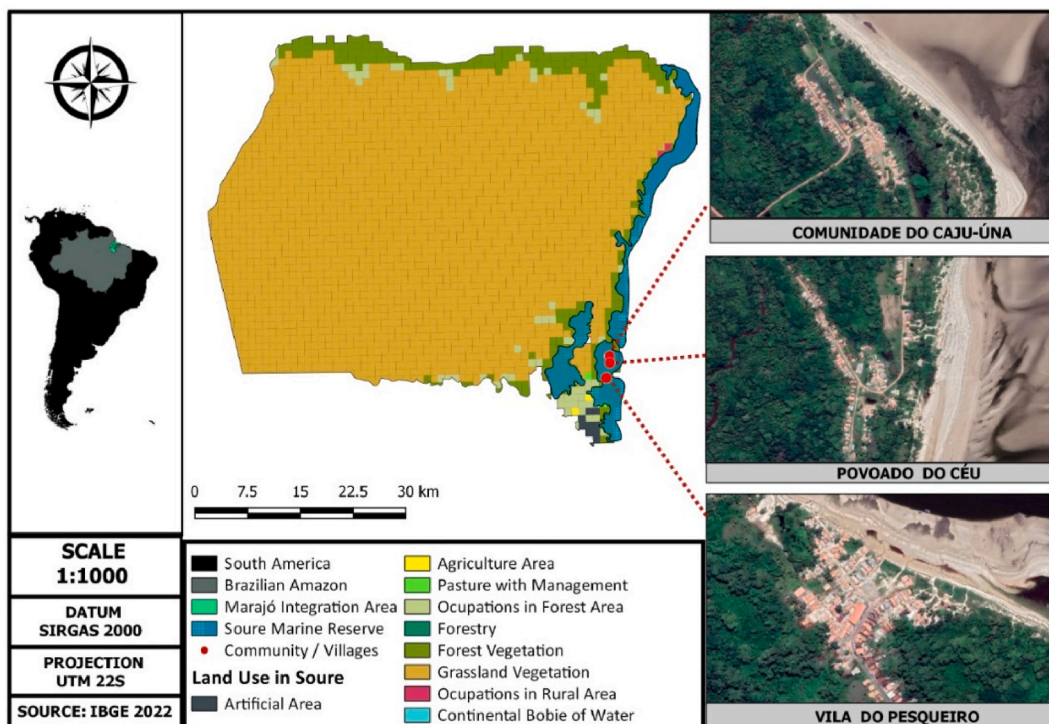 COMUNIDADE DO CAJU-ÚNA
POVOADO DO CÉU
VILA DO PESQUEIRO
0 7.5 15 22.5 30 km
SCALE
1:1000
DATUM
SIRGAS 2000
PROJECTION
UTM 22S
SOURCE: IBGE 2022
South America
Brazilian Amazon
Marajó Integration Area
Soure Marine Reserve
Community / Villages
Land Use in Soure
Artificial Area
Agriculture Area
Pasture with Management
Ocupations in Forest Area
Forestry
Forest Vegetation
Grassland Vegetation
Ocupations in Rural Area
Continental Bobie of Water